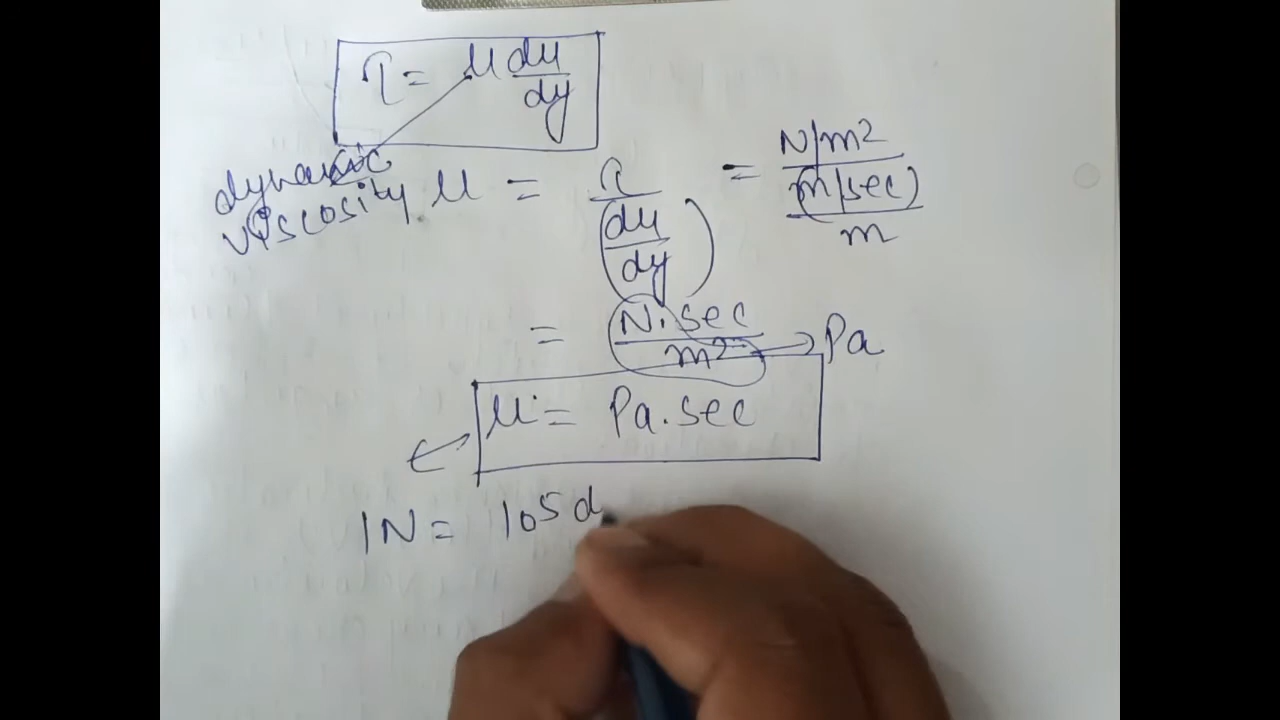 τ = μ du/dy
dynamic
viscosity μ = τ/(du/dy) = N/m²/((m/sec)/m)
= N.sec/m² → Pa
μ = Pa.sec
1N = 10⁵ d